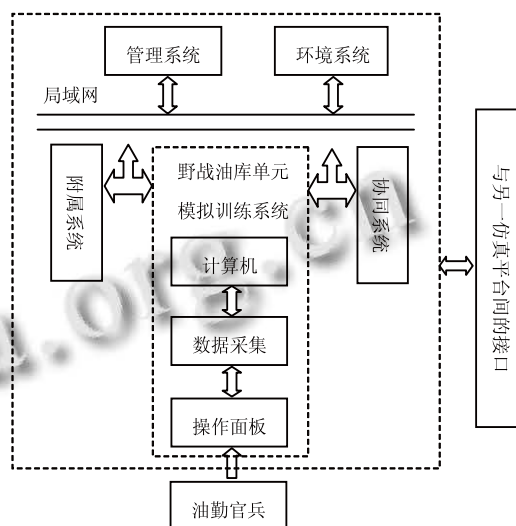 管理系统
环境系统
局域网
附属系统
野战油库单元
模拟训练系统
协同系统
计算机
数据采集
操作面板
油勤官兵
与另一仿真平台间的接口
u.org.cn